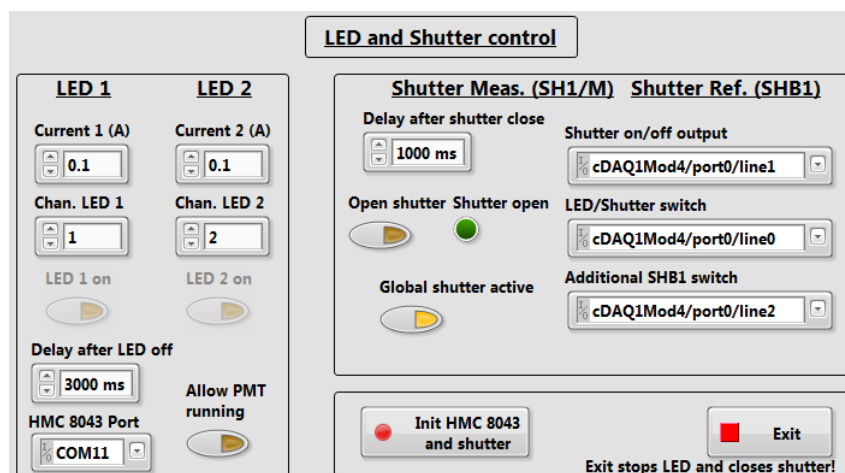 LED and Shutter control
LED 1
LED 2
Current 1 (A)
Current 2 (A)
0.1
0.1
Chan. LED 1
Chan. LED 2
1
2
LED 1 on
LED 2 on
Delay after LED off
3000 ms
Allow PMT
running
HMC 8043 Port
COM11
Shutter Meas. (SH1/M)
Shutter Ref. (SHB1)
Delay after shutter close
1000 ms
Shutter on/off output
cDAQ1Mod4/port0/line1
Open shutter
Shutter open
LED/Shutter switch
cDAQ1Mod4/port0/line0
Global shutter active
Additional SHB1 switch
cDAQ1Mod4/port0/line2
Init HMC 8043
and shutter
Exit
Exit stops LED and closes shutter!